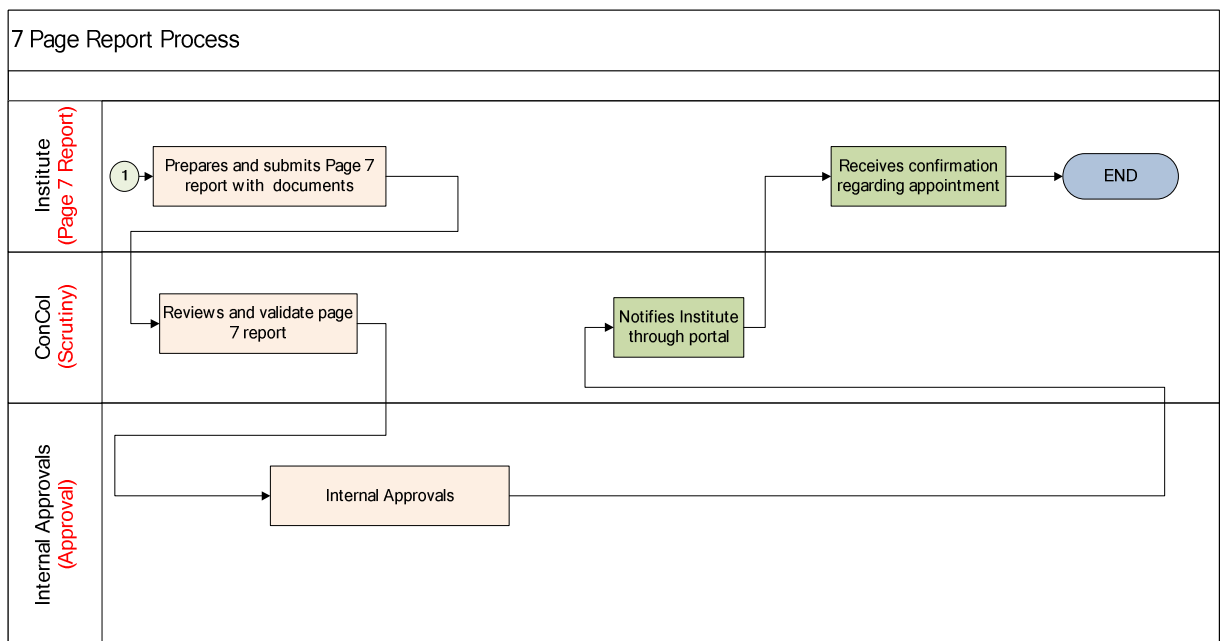 7 Page Report Process
Institute
(Page 7 Report)
1
Prepares and submits Page 7
report with documents
Receives confirmation
regarding appointment
END
ConCol
(Scrutiny)
Reviews and validate page
7 report
Notifies Institute
through portal
Internal Approvals
(Approval)
Internal Approvals